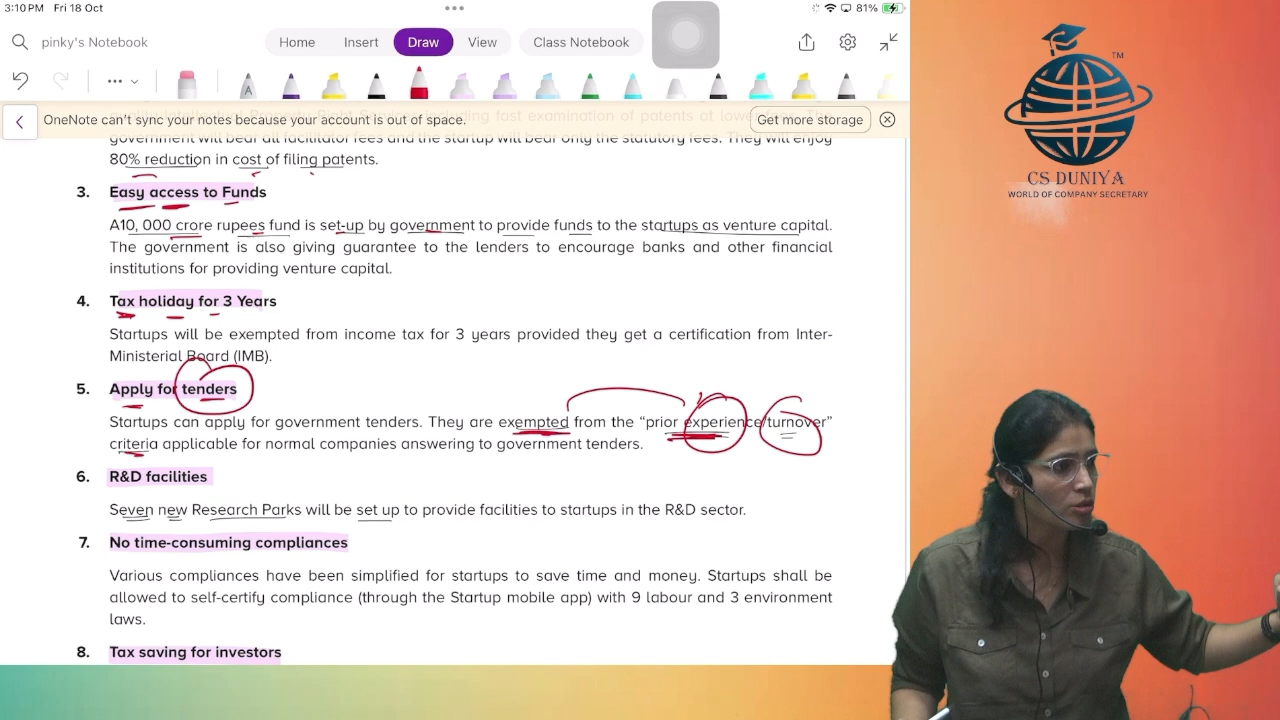 3:10PM Fri 18 Oct
81%
pinky's Notebook
Home Insert Draw View Class Notebook
A
OneNote can't sync your notes because your account is out of space.
Get more storage
government will bear all facilitator fees and the startup will bear only the statutory fees. They will enjoy
80% reduction in cost of filing patents.
3. Easy access to Funds
A10, 000 crore rupees fund is set-up by government to provide funds to the startups as venture capital.
The government is also giving guarantee to the lenders to encourage banks and other financial
institutions for providing venture capital.
4. Tax holiday for 3 Years
Startups will be exempted from income tax for 3 years provided they get a certification from Inter-
Ministerial Board (IMB).
5. Apply for tenders
Startups can apply for government tenders. They are exempted from the “prior experience/turnover”
criteria applicable for normal companies answering to government tenders.
6. R&D facilities
Seven new Research Parks will be set up to provide facilities to startups in the R&D sector.
7. No time-consuming compliances
Various compliances have been simplified for startups to save time and money. Startups shall be
allowed to self-certify compliance (through the Startup mobile app) with 9 labour and 3 environment
laws.
8. Tax saving for investors
TM
CS DUNIYA
WORLD OF COMPANY SECRETARY